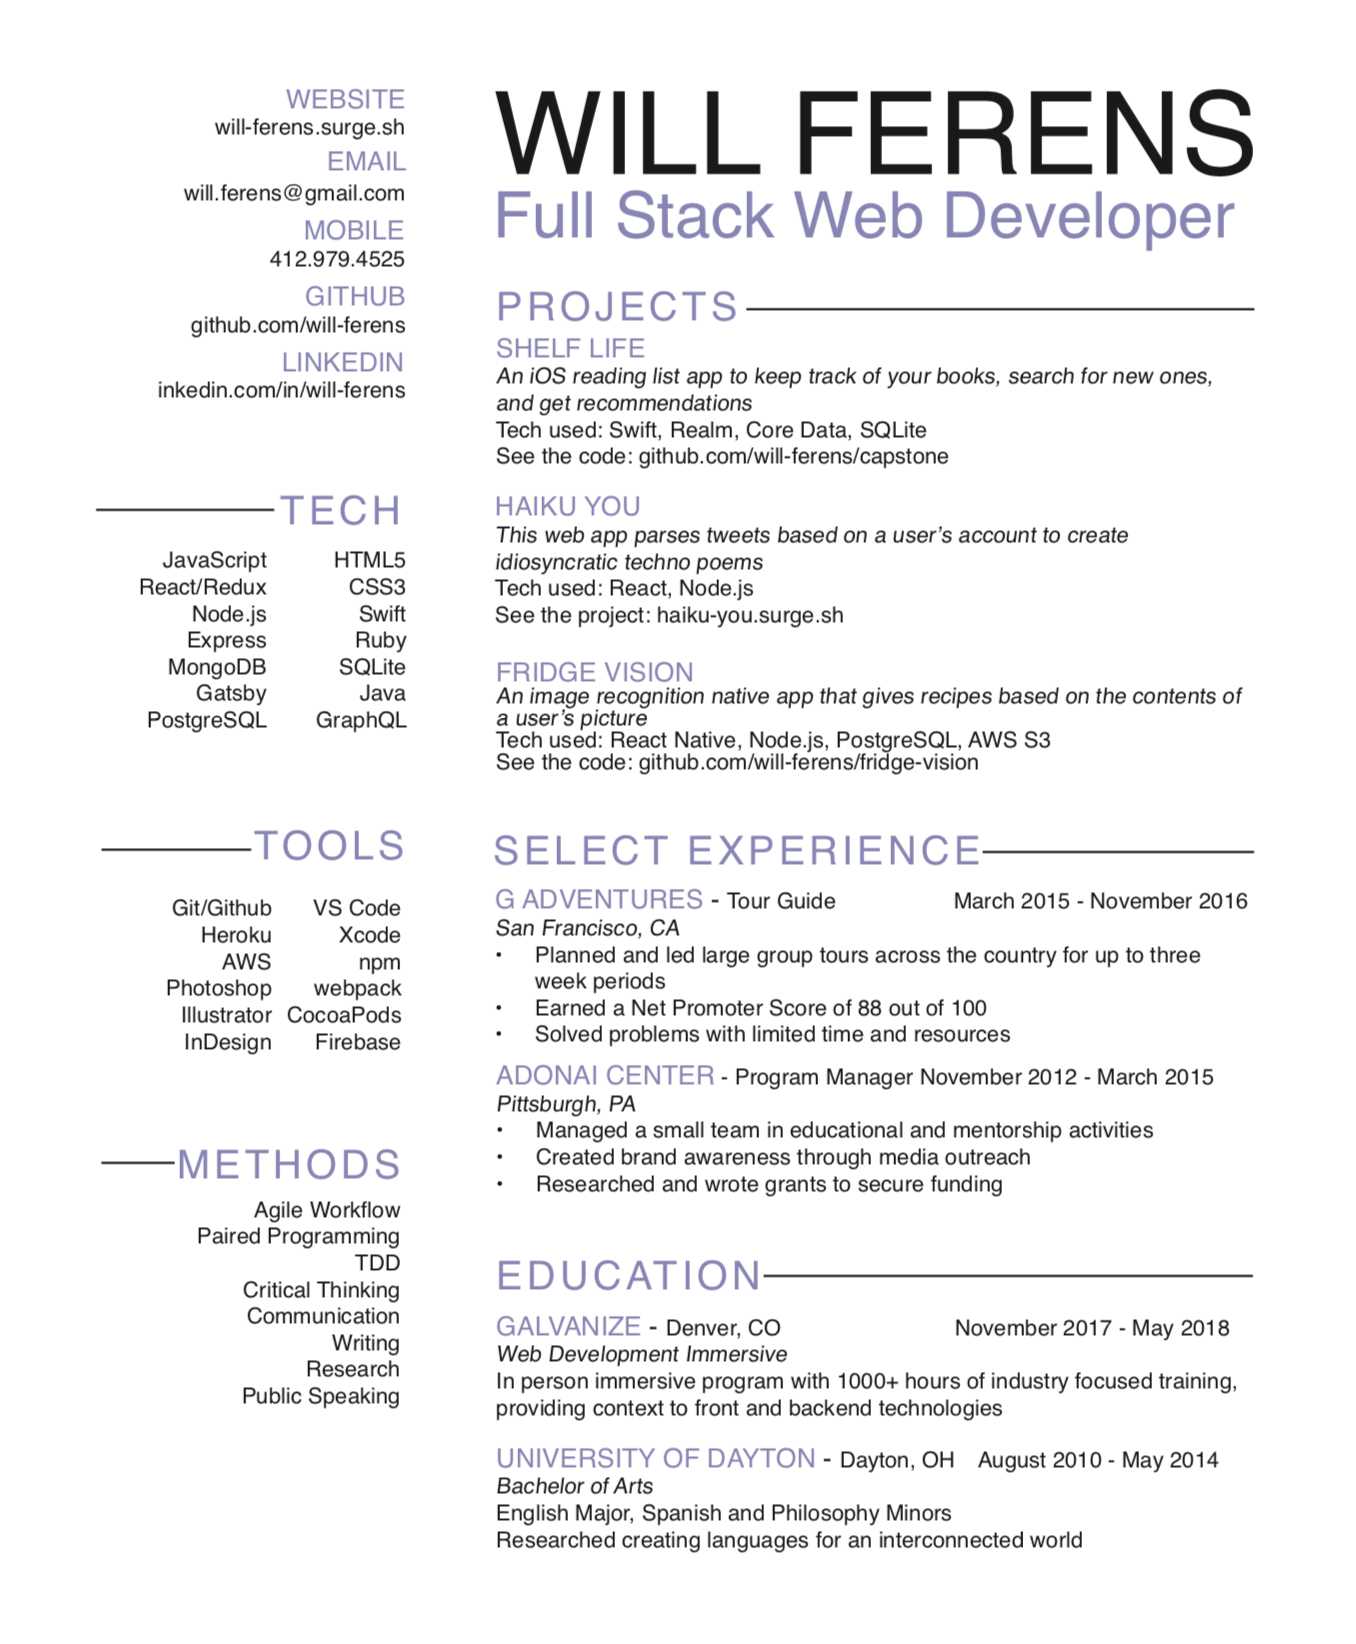 WEBSITE
will-ferens.surge.sh
EMAIL
will.ferens@gmail.com
MOBILE
412.979.4525
GITHUB
github.com/will-ferens
LINKEDIN
inkedin.com/in/will-ferens
TECH
JavaScript HTML5
React/Redux CSS3
Node.js Swift
Express Ruby
MongoDB SQLite
Gatsby Java
PostgreSQL GraphQL
TOOLS
Git/Github VS Code
Heroku Xcode
AWS npm
Photoshop webpack
Illustrator CocoaPods
InDesign Firebase
METHODS
Agile Workflow
Paired Programming
TDD
Critical Thinking
Communication
Writing
Research
Public Speaking
WILL FERENS
Full Stack Web Developer
PROJECTS
SHELF LIFE
An iOS reading list app to keep track of your books, search for new ones,
and get recommendations
Tech used: Swift, Realm, Core Data, SQLite
See the code: github.com/will-ferens/capstone
HAIKU YOU
This web app parses tweets based on a user’s account to create
idiosyncratic techno poems
Tech used: React, Node.js
See the project: haiku-you.surge.sh
FRIDGE VISION
An image recognition native app that gives recipes based on the contents of
a user’s picture
Tech used: React Native, Node.js, PostgreSQL, AWS S3
See the code: github.com/will-ferens/fridge-vision
SELECT EXPERIENCE
G ADVENTURES - Tour Guide March 2015 - November 2016
San Francisco, CA
• Planned and led large group tours across the country for up to three
week periods
• Earned a Net Promoter Score of 88 out of 100
• Solved problems with limited time and resources
ADONAI CENTER - Program Manager November 2012 - March 2015
Pittsburgh, PA
• Managed a small team in educational and mentorship activities
• Created brand awareness through media outreach
• Researched and wrote grants to secure funding
EDUCATION
GALVANIZE - Denver, CO November 2017 - May 2018
Web Development Immersive
In person immersive program with 1000+ hours of industry focused training,
providing context to front and backend technologies
UNIVERSITY OF DAYTON - Dayton, OH August 2010 - May 2014
Bachelor of Arts
English Major, Spanish and Philosophy Minors
Researched creating languages for an interconnected world